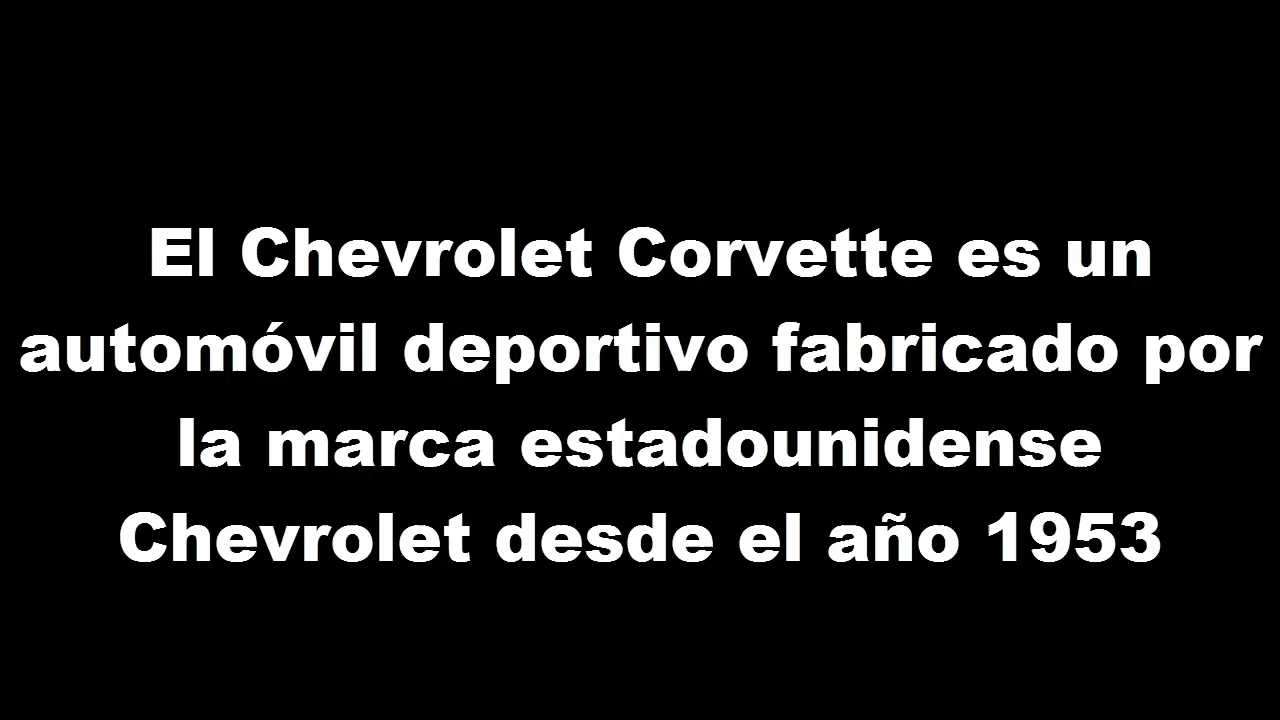 El Chevrolet Corvette es un
automóvil deportivo fabricado por
la marca estadounidense
Chevrolet desde el año 1953